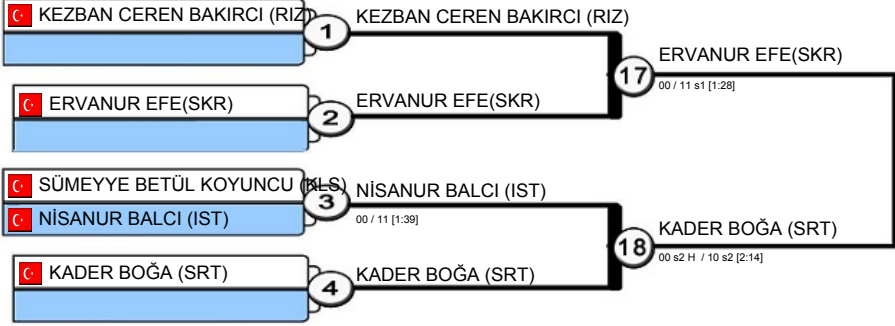 KEZBAN CEREN BAKIRCI (RIZ)
1
KEZBAN CEREN BAKIRCI (RIZ)
17
ERVANUR EFE(SKR)
00 / 11 s1 [1:28]
ERVANUR EFE(SKR)
2
ERVANUR EFE(SKR)
SÜMEYYE BETÜL KOYUNCU (KLS)
NİSANUR BALCI (IST)
3
NİSANUR BALCI (IST)
00 / 11 [1:39]
18
KADER BOĞA (SRT)
00 s2 H / 10 s2 [2:14]
KADER BOĞA (SRT)
4
KADER BOĞA (SRT)